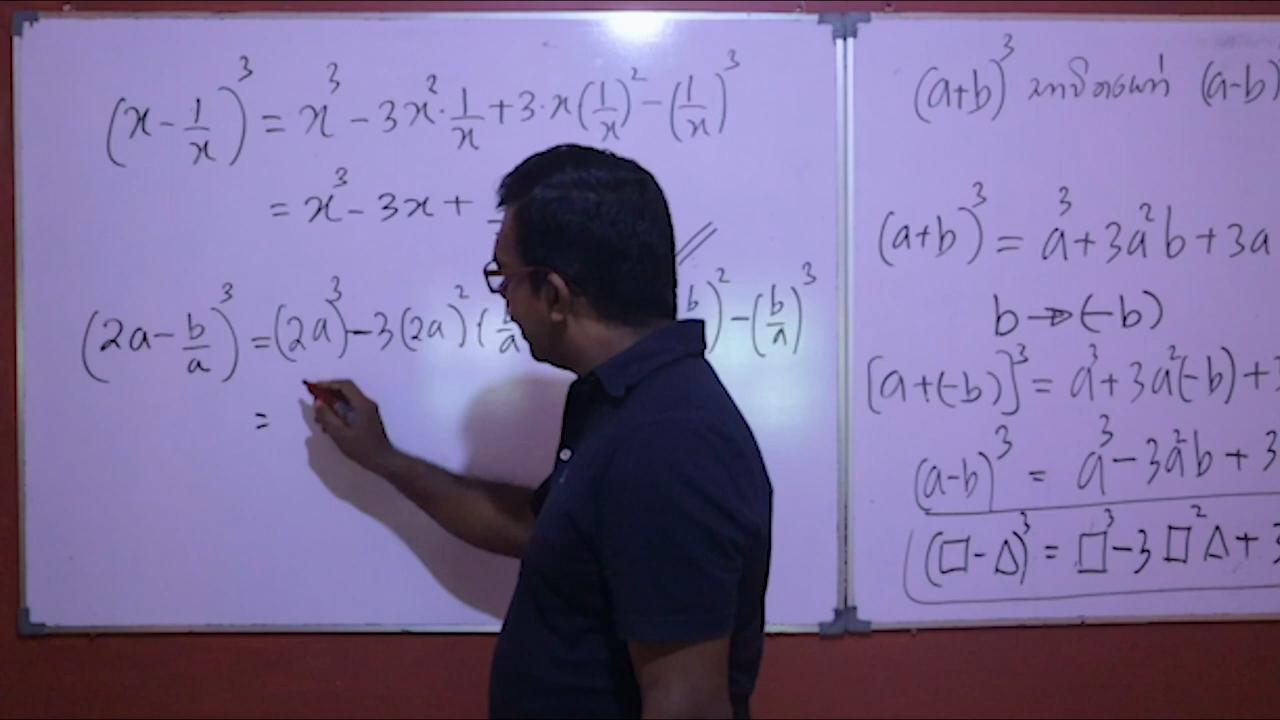 (x - 1/x)³ = x³ - 3x²·1/x + 3·x(1/x)² - (1/x)³
= x³ - 3x +
(2a - b/a)³ = (2a)³ - 3(2a)²(b/a
b
)² - (b/a)³
=
(a+b)³ (a-b)
(a+b)³ = a³ + 3a²b + 3a
b → (-b)
[a+(-b)]³ = a³ + 3a²(-b) +
(a-b)³ = a³ - 3a²b + 3
(□-△)³ = □³ - 3□²△ + 3